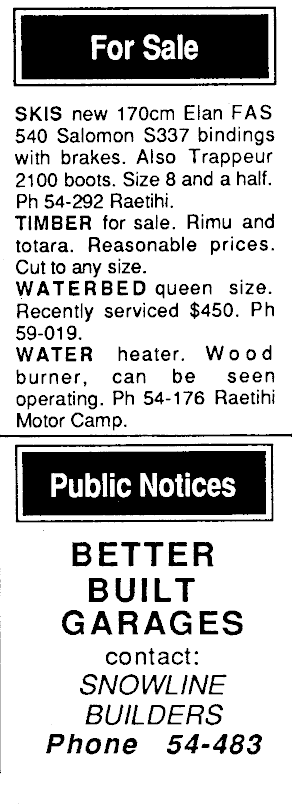 For Sale
SKIS new 170cm Elan FAS
540 Salomon S337 bindings
with brakes. Also Trappeur
2100 boots. Size 8 and a half.
Ph 54-292 Raetihi.
TIMBER for sale. Rimu and
totara. Reasonable prices.
Cut to any size.
WATERBED queen size.
Recently serviced $450. Ph
59-019.
WATER heater. Wood
burner, can be seen
operating. Ph 54-176 Raetihi
Motor Camp.
Public Notices
BETTER
BUILT
GARAGES
contact:
SNOWLINE
BUILDERS
Phone 54-483